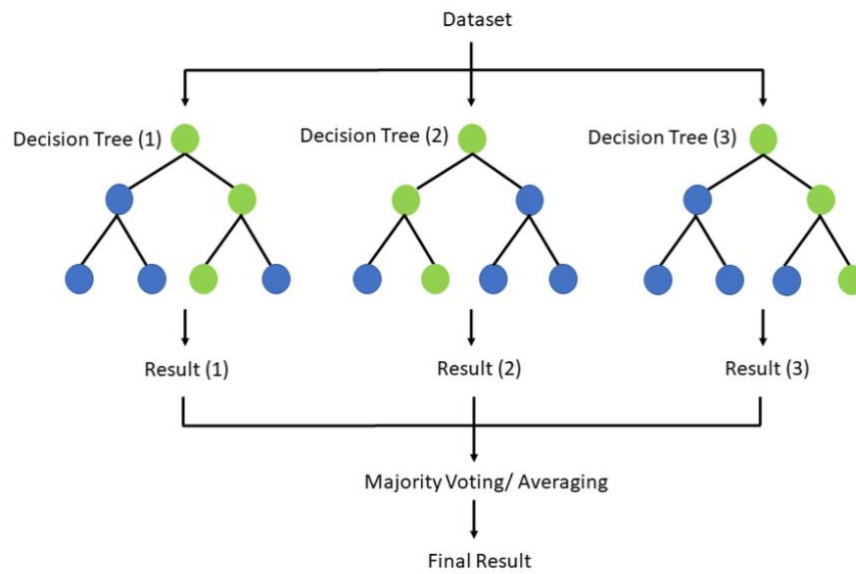 Dataset
Decision Tree (1)
Decision Tree (2)
Decision Tree (3)
Result (1)
Result (2)
Result (3)
Majority Voting/ Averaging
Final Result